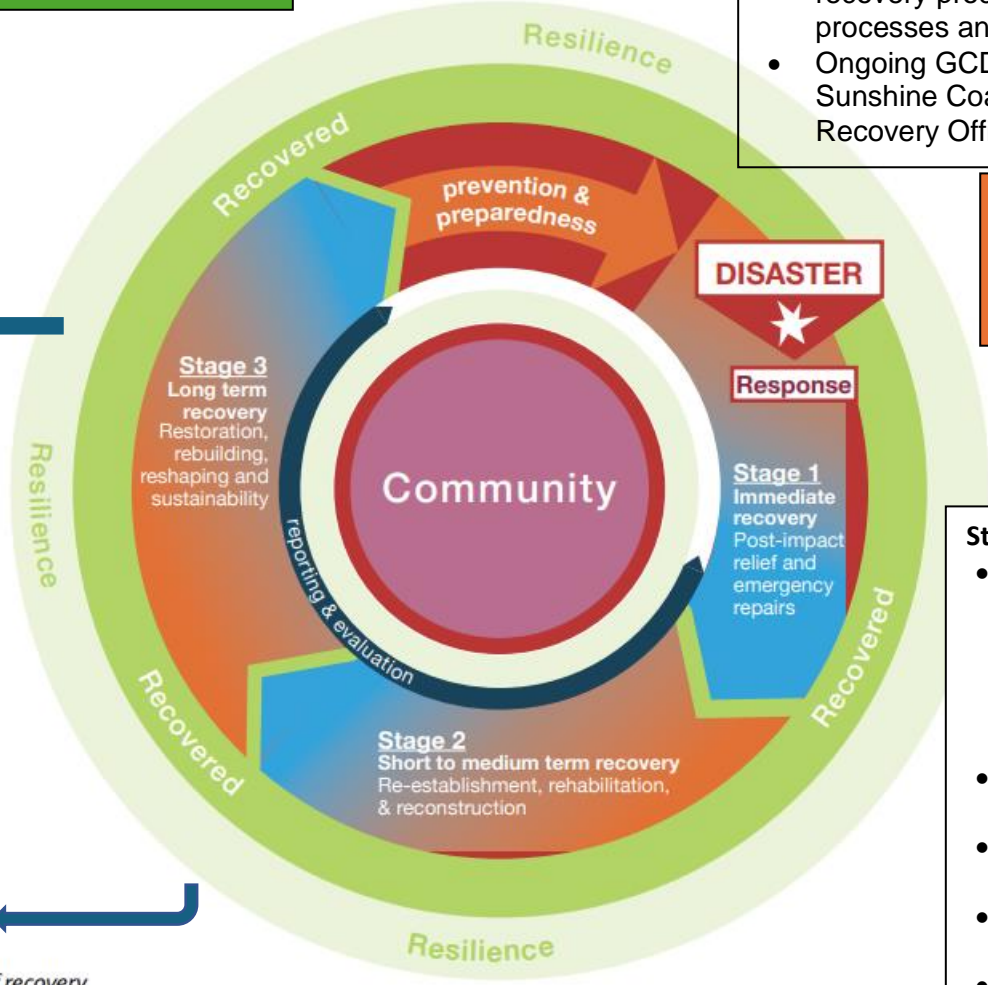 processes an
• Ongoing GCD
Sunshine Coa
Recovery Off
Resilience
Recovered
prevention &
preparedness
DISASTER
Response
Stage 3
Long term
recovery
Restoration,
rebuilding,
reshaping and
sustainability
Community
Stage 1
Immediate
recovery
Post-impact
relief and
emergency
repairs
Resilience
St
reporting & evaluation
Recovered
Recovered
Stage 2
Short to medium term recovery
Re-establishment, rehabilitation,
& reconstruction
Resilience
recovery